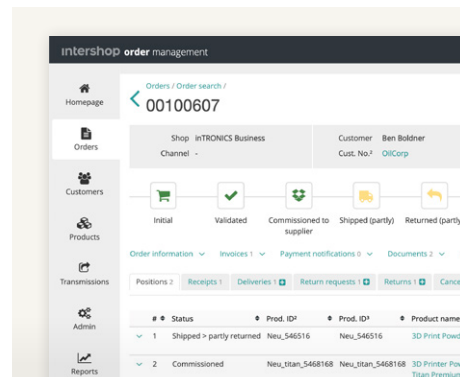 intershop order management
Homepage
Orders
Customers
Products
Transmissions
Admin
Reports
Orders / Order search /
00100607
Shop inTRONICS Business
Channel -
Customer Ben Boldner
Cust. No.² OilCorp
Initial
Validated
Commissioned to supplier
Shipped (partly)
Returned (partly
Order information Invoices 1 Payment notifications 0 Documents 2
Positions 2 Receipts 1 Deliveries 1 Return requests 1 Returns 1 Cance
# Status Prod. ID² Prod. ID³ Product name
1 Shipped > partly returned Neu_546516 Neu_546516 3D Print Powd
2 Commissioned Neu_titan_5468168 Neu_titan_5468168 3D Printer Pow
Titan Premium